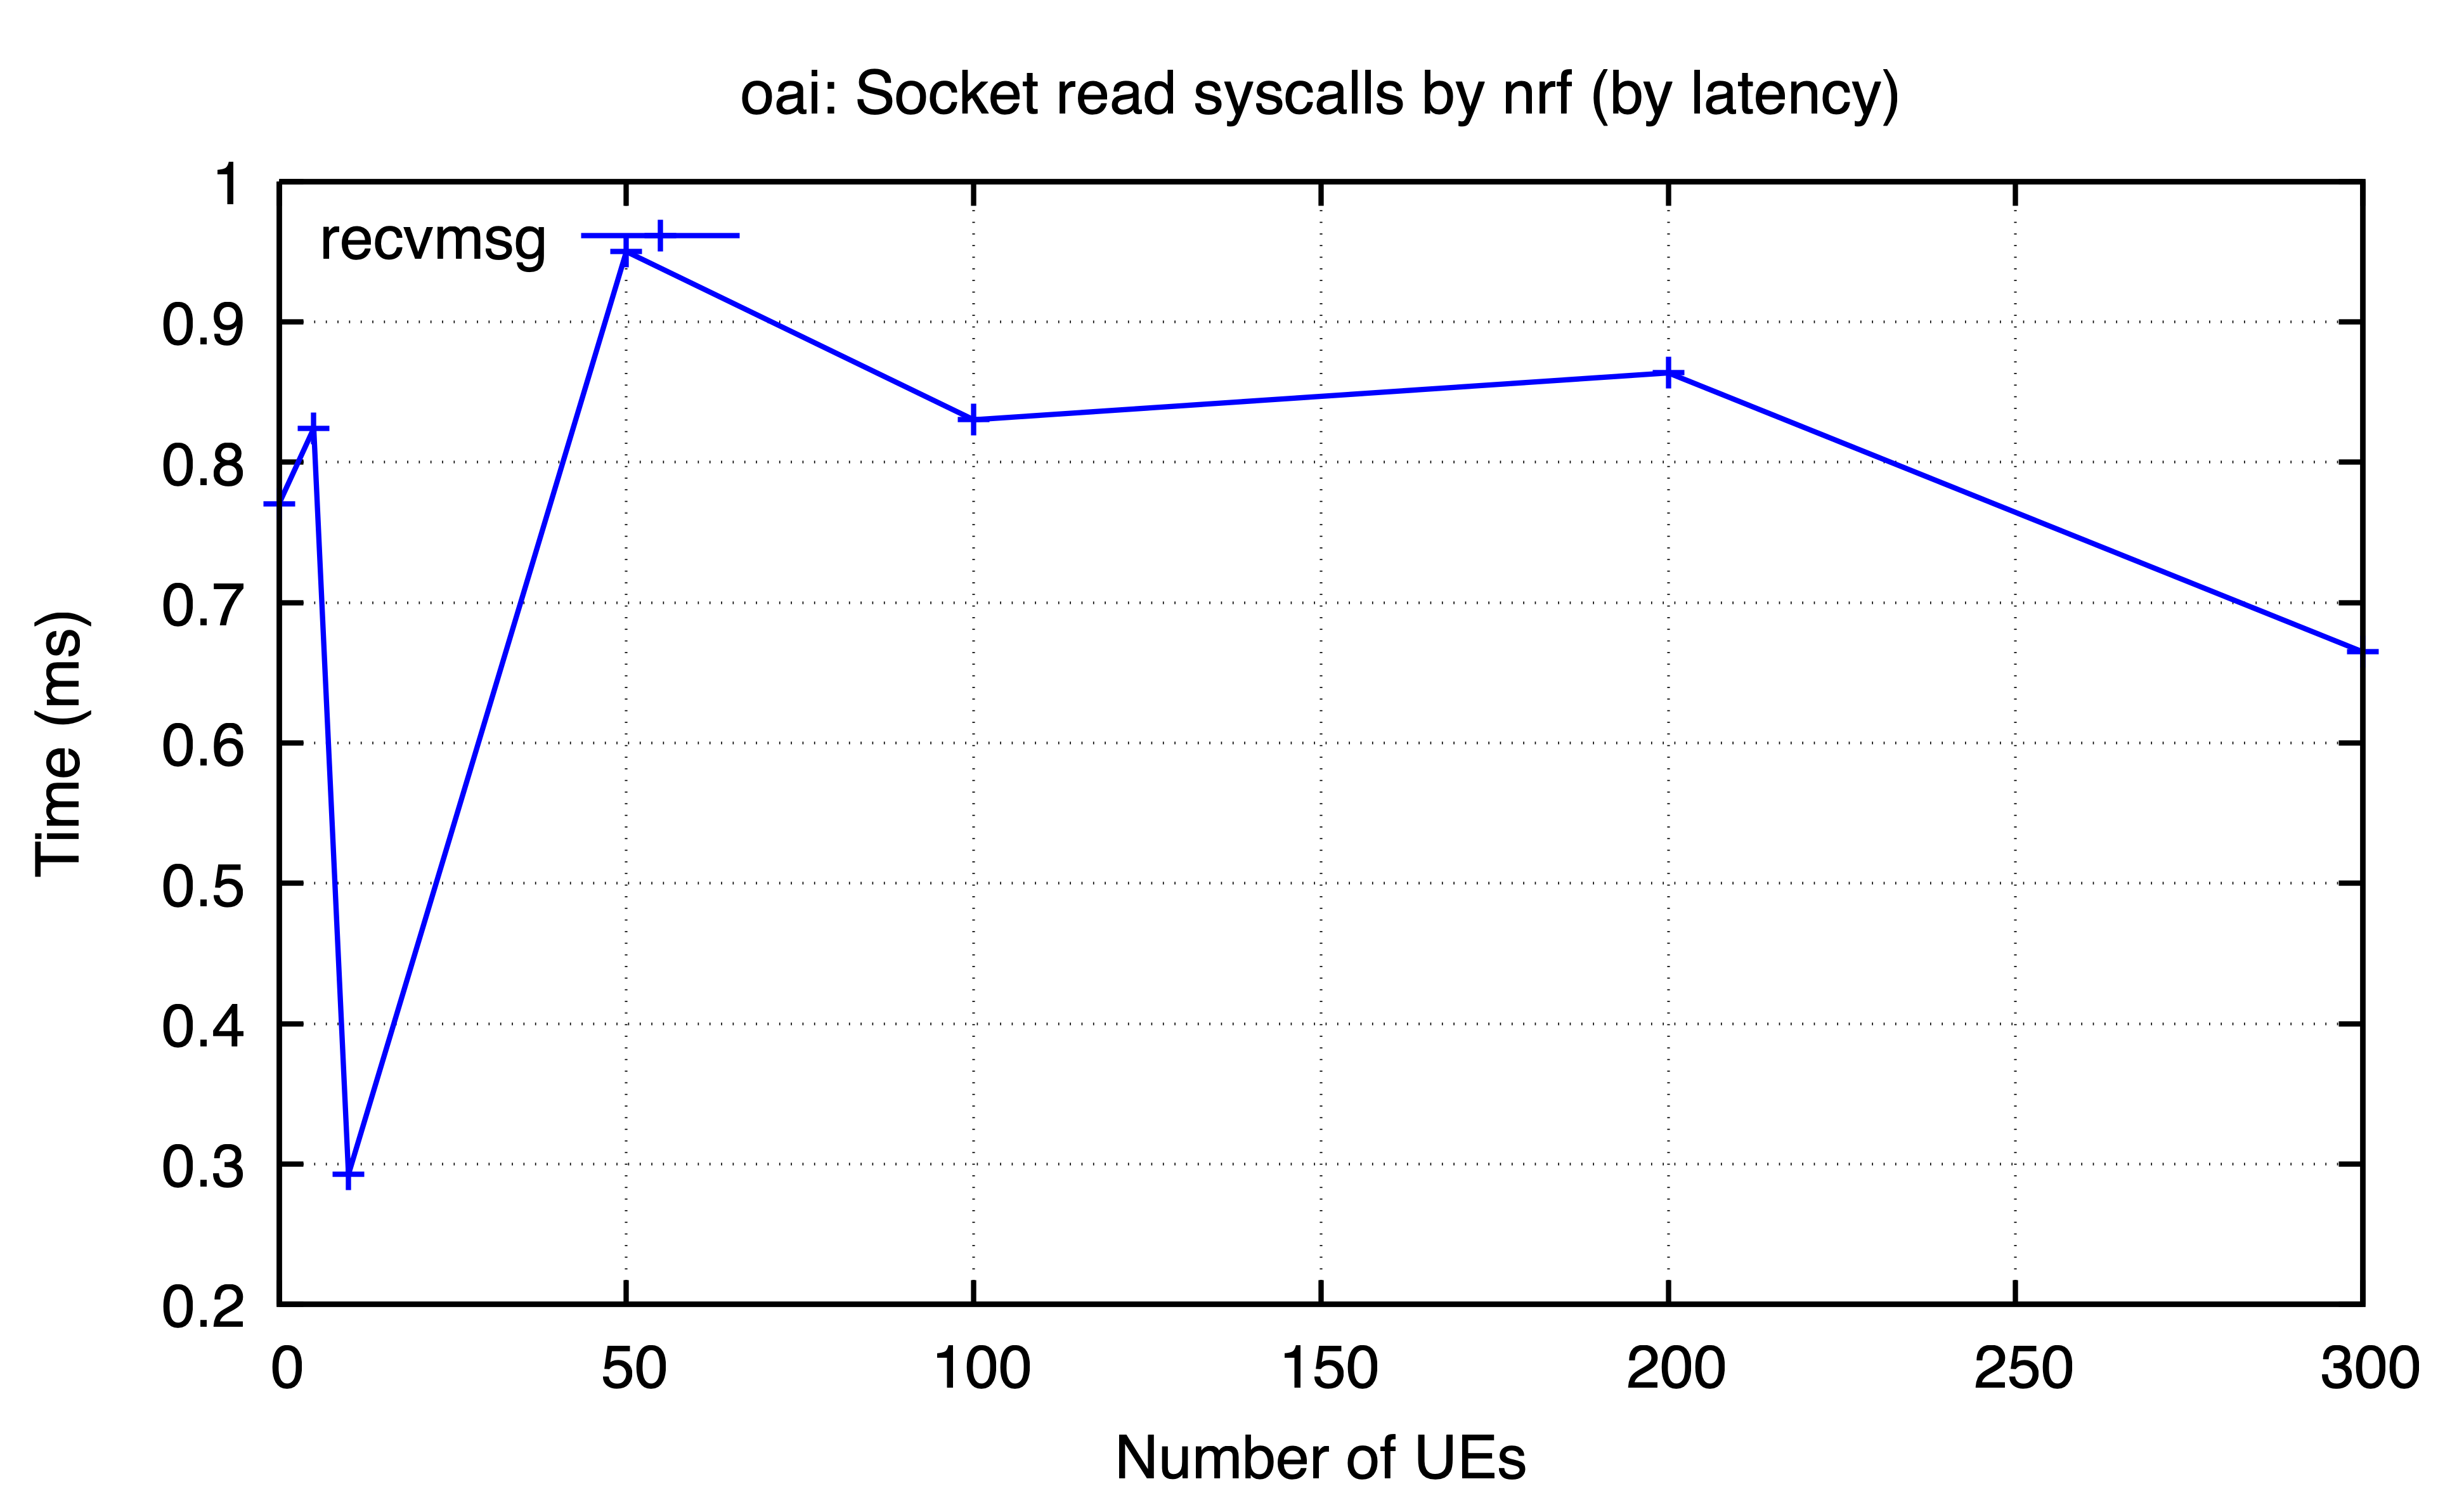 oai: Socket read syscalls by nrf (by latency)
1
recvmsg
0.9
0.8
0.7
0.6
0.5
0.4
0.3
0.2
Time (ms)
0 50 100 150 200 250 300
Number of UEs